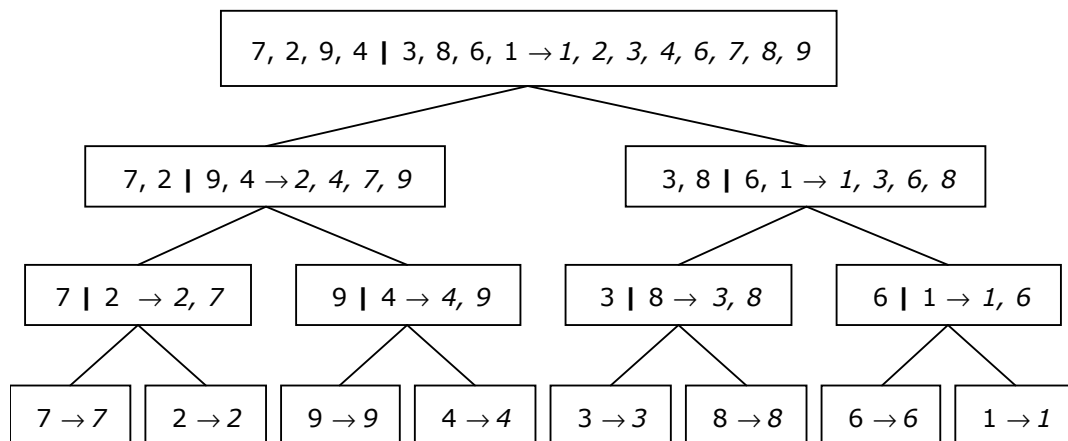 7, 2, 9, 4 | 3, 8, 6, 1 → 1, 2, 3, 4, 6, 7, 8, 9
7, 2 | 9, 4 → 2, 4, 7, 9
3, 8 | 6, 1 → 1, 3, 6, 8
7 | 2 → 2, 7
9 | 4 → 4, 9
3 | 8 → 3, 8
6 | 1 → 1, 6
7 → 7
2 → 2
9 → 9
4 → 4
3 → 3
8 → 8
6 → 6
1 → 1